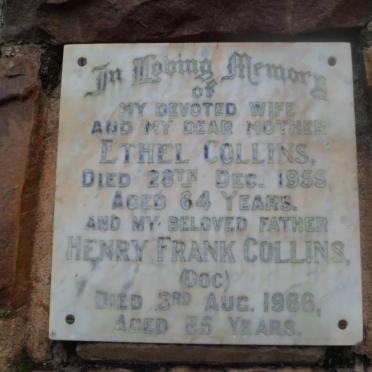 In Loving Memory
of
MY DEVOTED WIFE
AND MY DEAR MOTHER
ETHEL COLLINS,
DIED 28TH DEC. 1955
AGED 64 YEARS.
AND MY BELOVED FATHER
HENRY FRANK COLLINS,
(DOC)
DIED 3RD AUG. 1966,
AGED 85 YEARS.